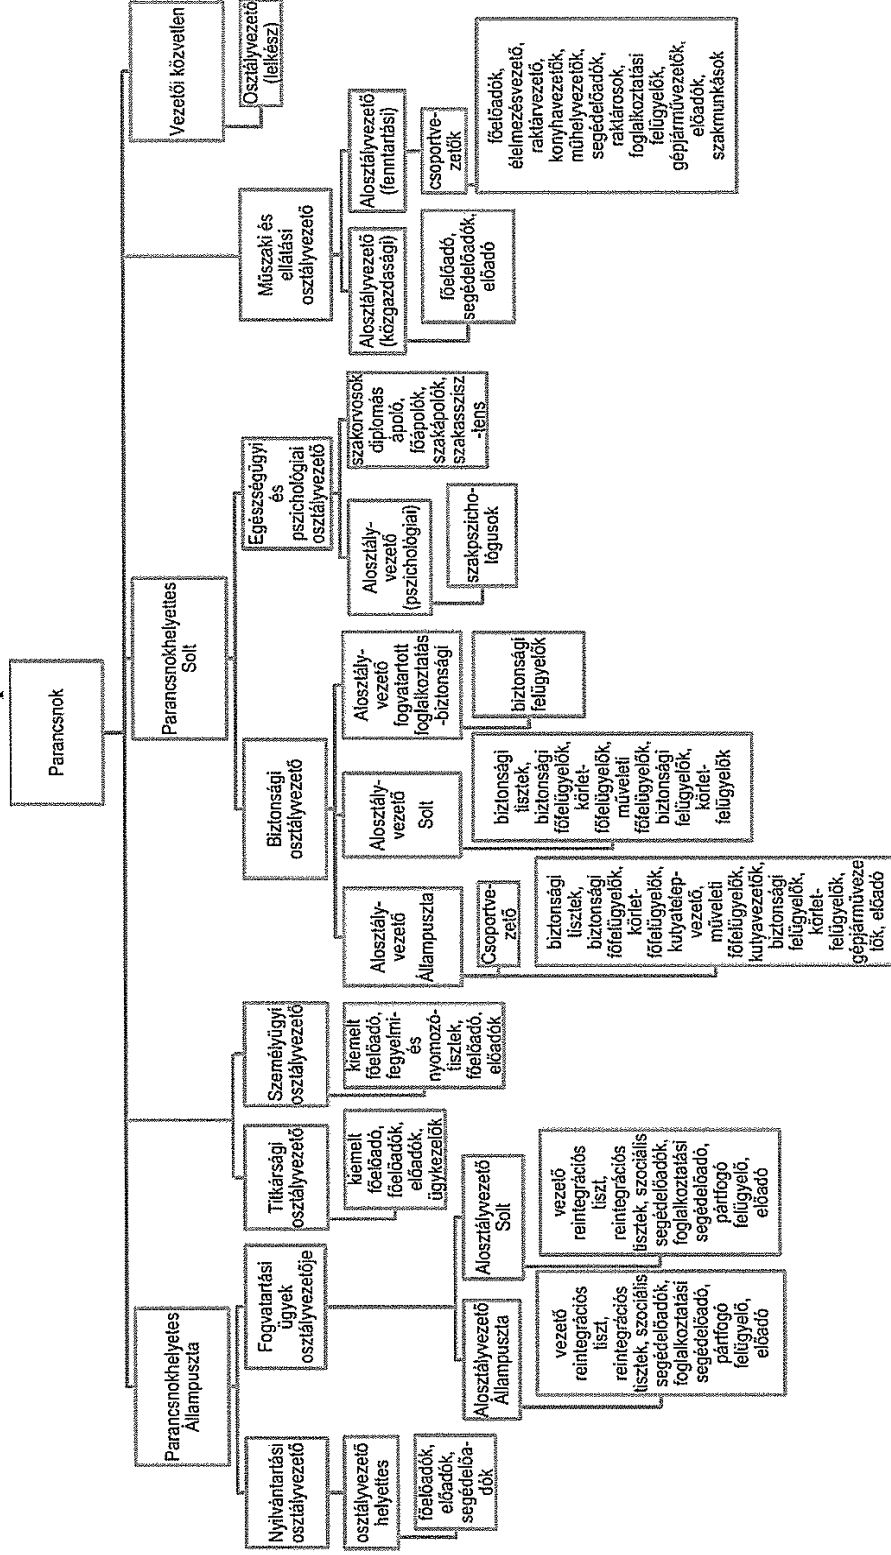 Parancsnok
Parancsnokhelyetes
Állampuszta
Nyilvántartási
osztályvezető
osztályvezető
helyettes
főelőadók,
előadók,
segédelőa-
dók
Fogvatartási
ügyek
osztályvezetője
Alosztályvezető
Állampuszta
vezető
reintegrációs
tiszt,
reintegrációs
tisztek, szociális
segédelőadók,
foglalkoztatási
segédelőadó,
pártfogó
felügyelő,
előadó
Alosztályvezető
Solt
vezető
reintegrációs
tiszt,
reintegrációs
tisztek, szociális
segédelőadók,
foglalkoztatási
segédelőadó,
pártfogó
felügyelő,
előadó
Titkársági
osztályvezető
kiemelt
főelőadó,
főelőadók,
előadók,
ügykezelők
Személyügyi
osztályvezető
kiemelt
főelőadó,
fegyelmi-
és
nyomozó-
tisztek,
főelőadó,
előadók
Parancsnokhelyettes
Solt
Biztonsági
osztályvezető
Alosztály-
vezető
Állampuszta
Csoportve-
zető
biztonsági
tisztek,
biztonsági
főfelügyelők,
körlet-
főfelügyelők,
kutyatelep-
vezető,
műveleti
főfelügyelők,
kutyavezetők,
biztonsági
felügyelők,
körlet-
felügyelők,
gépjárműveze
tők, előadó
Alosztály-
vezető
Solt
biztonsági
tisztek,
biztonsági
főfelügyelők,
körlet-
főfelügyelők,
műveleti
főfelügyelők,
biztonsági
felügyelők,
körlet-
felügyelők
Alosztály-
vezető
fogvatartott
foglalkoztatás
-biztonsági
biztonsági
felügyelők
Egészségügyi
és
pszichológiai
osztályvezető
Alosztály-
vezető
(pszichológiai)
szakpszicho-
lógusok
szakorvosok
diplomás
ápoló,
főápolók,
szakápolók,
szakasszisz
-tens
Műszaki és
ellátási
osztályvezető
Alosztályvezető
(közgazdasági)
főelőadó,
segédelőadók,
előadó
Alosztályvezető
(fenntartási)
csoportve-
zetők
főelőadók,
élelmezésvezető,
raktárvezető,
konyhavezetők,
műhelyvezetők,
segédelőadók,
raktárosok,
foglalkoztatási
felügyelők,
gépjárművezetők,
előadók,
szakmunkások
Vezetői közvetlen
Osztályvezető
(lelkész)